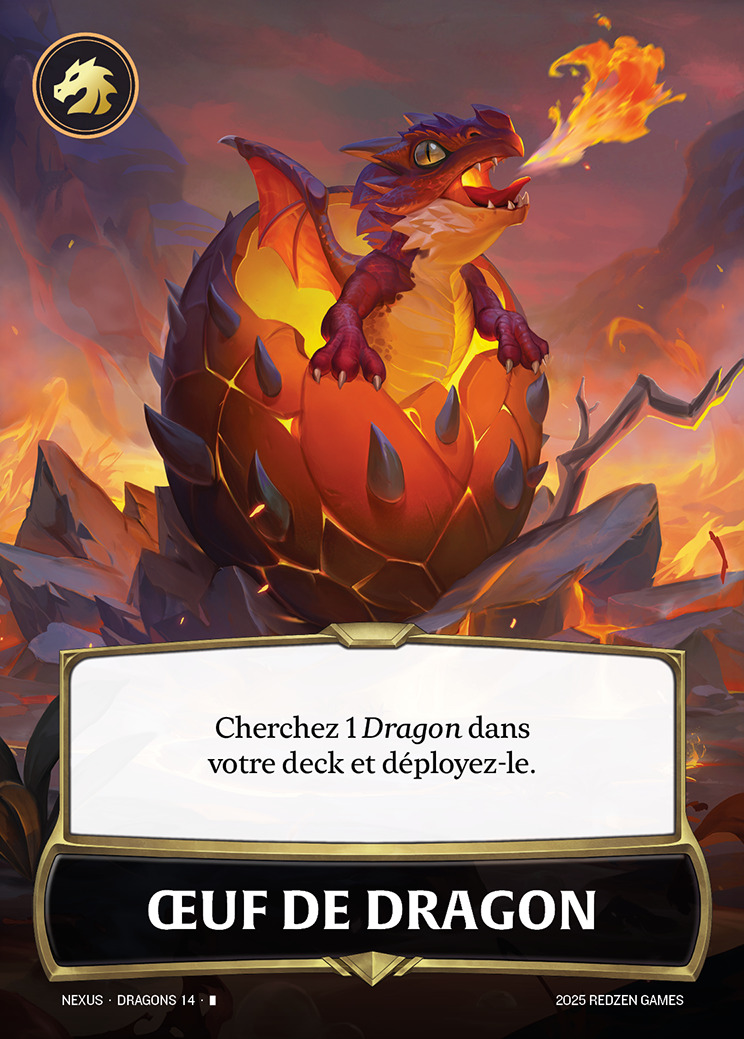 Cherchez 1 Dragon dans
votre deck et déployez-le.
ŒUF DE DRAGON
NEXUS · DRAGONS 14 ·
2025 REDZEN GAMES